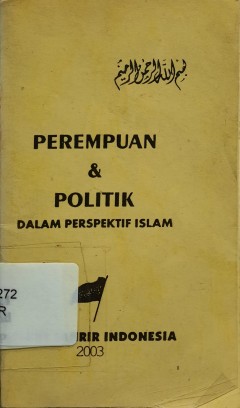 بسم الله الرحمن الرحيم
PEREMPUAN
&
POLITIK
DALAM PERSPEKTIF ISLAM
272
R
INDONESIA
2003